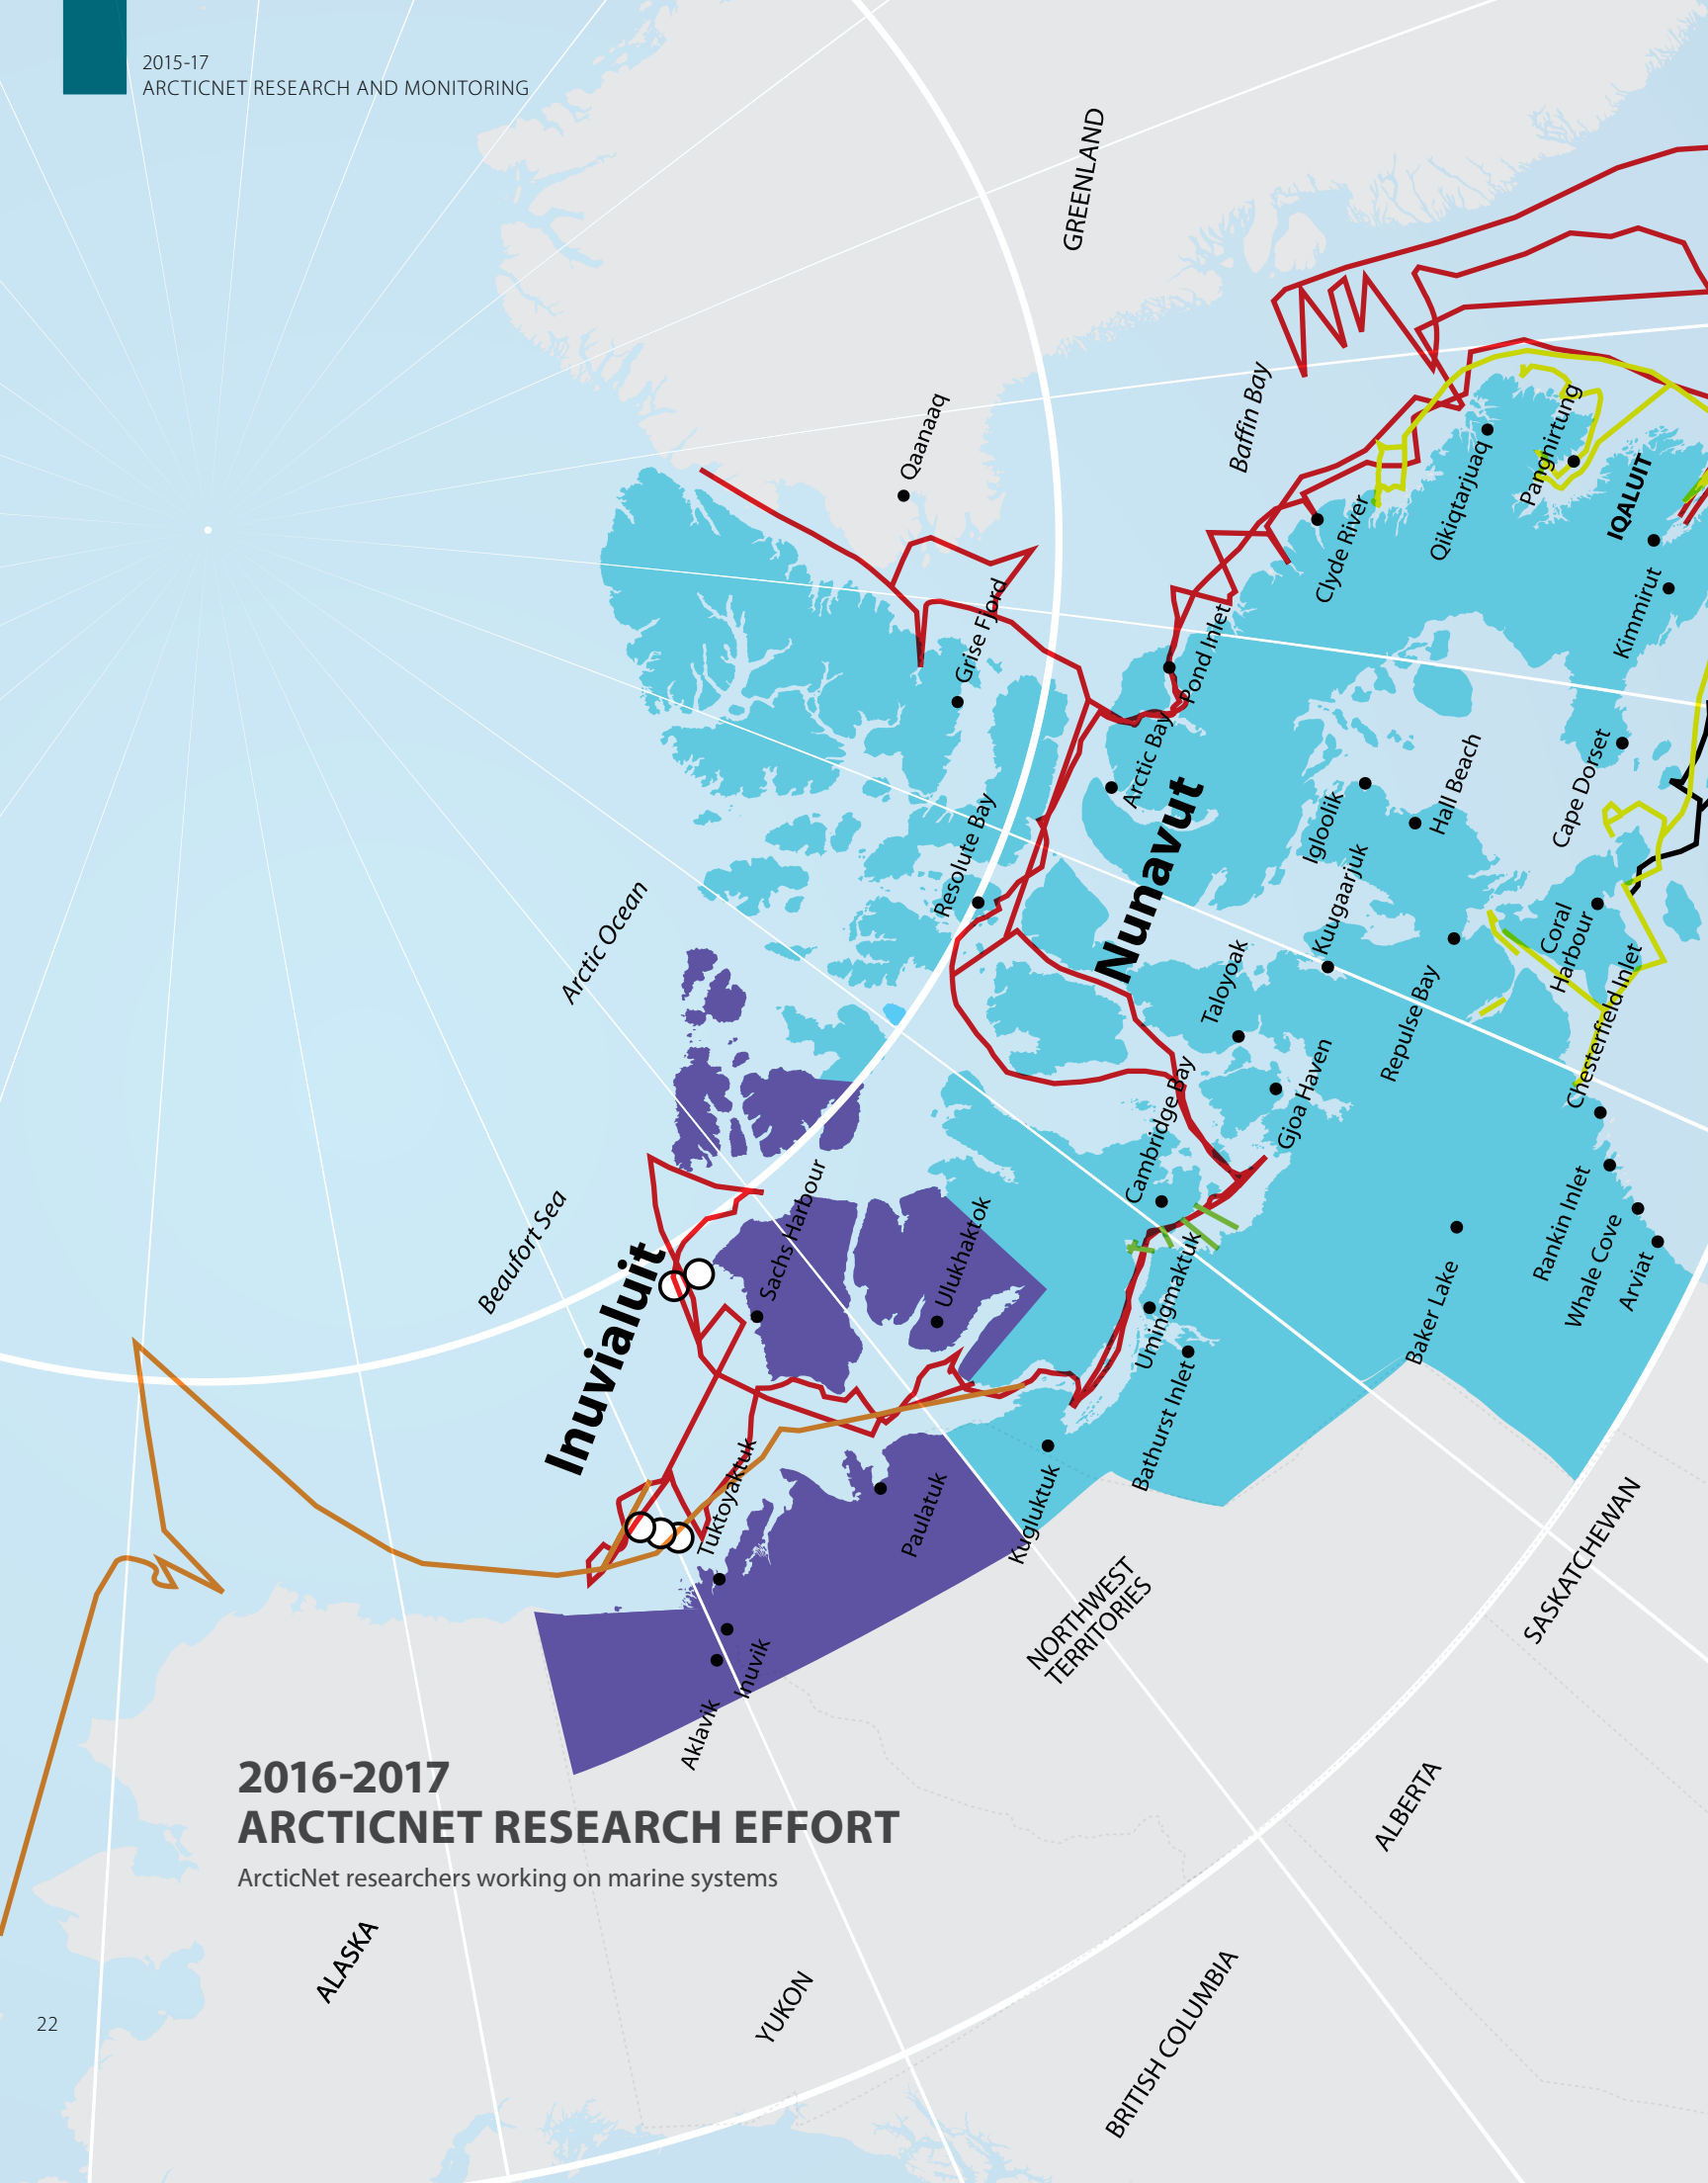 2015-17
ARCTICNET RESEARCH AND MONITORING
GREENLAND
Baffin Bay
Qaanaaq
Pangnirtung
Qikiqtarjuaq
IQALUIT
Clyde River
Kimmirut
Grise Fjord
Pond Inlet
Arctic Bay
Nunavut
Resolute Bay
Igloolik
Hall Beach
Cape Dorset
Kuugaarjuk
Coral
Harbour
Arctic Ocean
Taloyoak
Repulse Bay
Chesterfield Inlet
Gjoa Haven
Cambridge Bay
Sachs Harbour
Ulukhaktok
Beaufort Sea
Inuvialuit
Umingmaktuk
Rankin Inlet
Whale Cove
Arviat
Baker Lake
Bathurst Inlet
Tuktoyaktuk
Paulatuk
Kugluktuk
NORTHWEST
TERRITORIES
SASKATCHEWAN
Inuvik
Aklavik
2016-2017
ARCTICNET RESEARCH EFFORT
ArcticNet researchers working on marine systems
ALBERTA
ALASKA
YUKON
BRITISH COLUMBIA
22